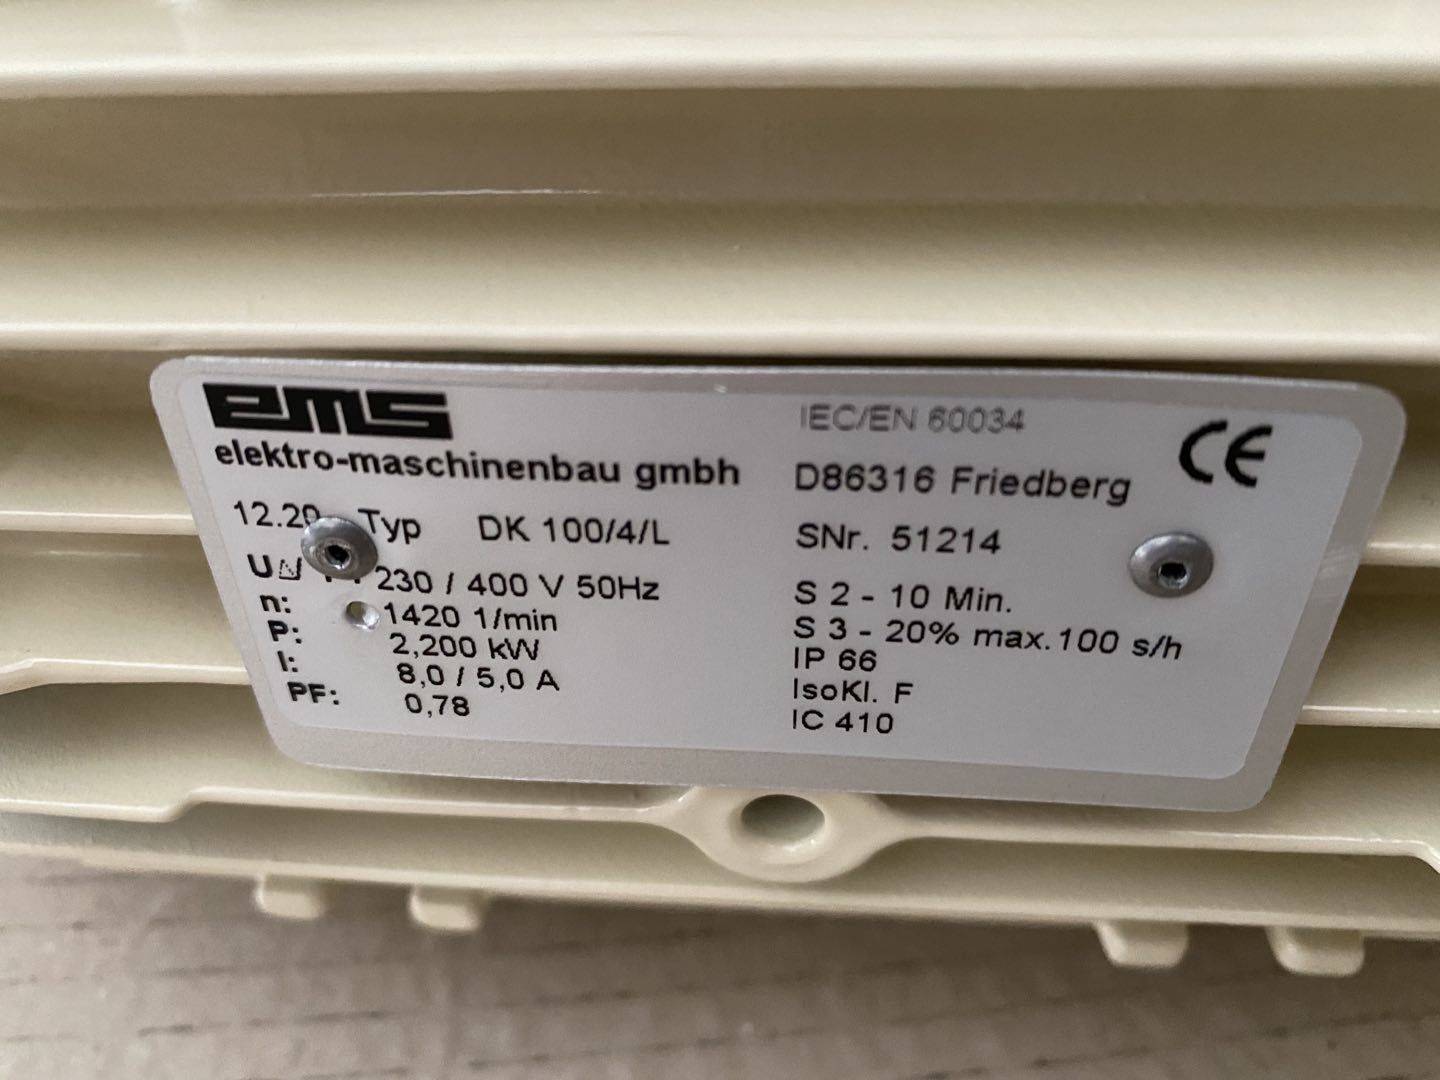 ems
IEC/EN 60034
CE
elektro-maschinenbau gmbh
D86316 Friedberg
12.20 Typ DK 100/4/L
SNr. 51214
U 230 / 400 V 50Hz
S 2 - 10 Min.
n: 1420 1/min
S 3 - 20% max.100 s/h
P: 2,200 kW
IP 66
I: 8,0 / 5,0 A
IsoKl. F
PF: 0,78
IC 410